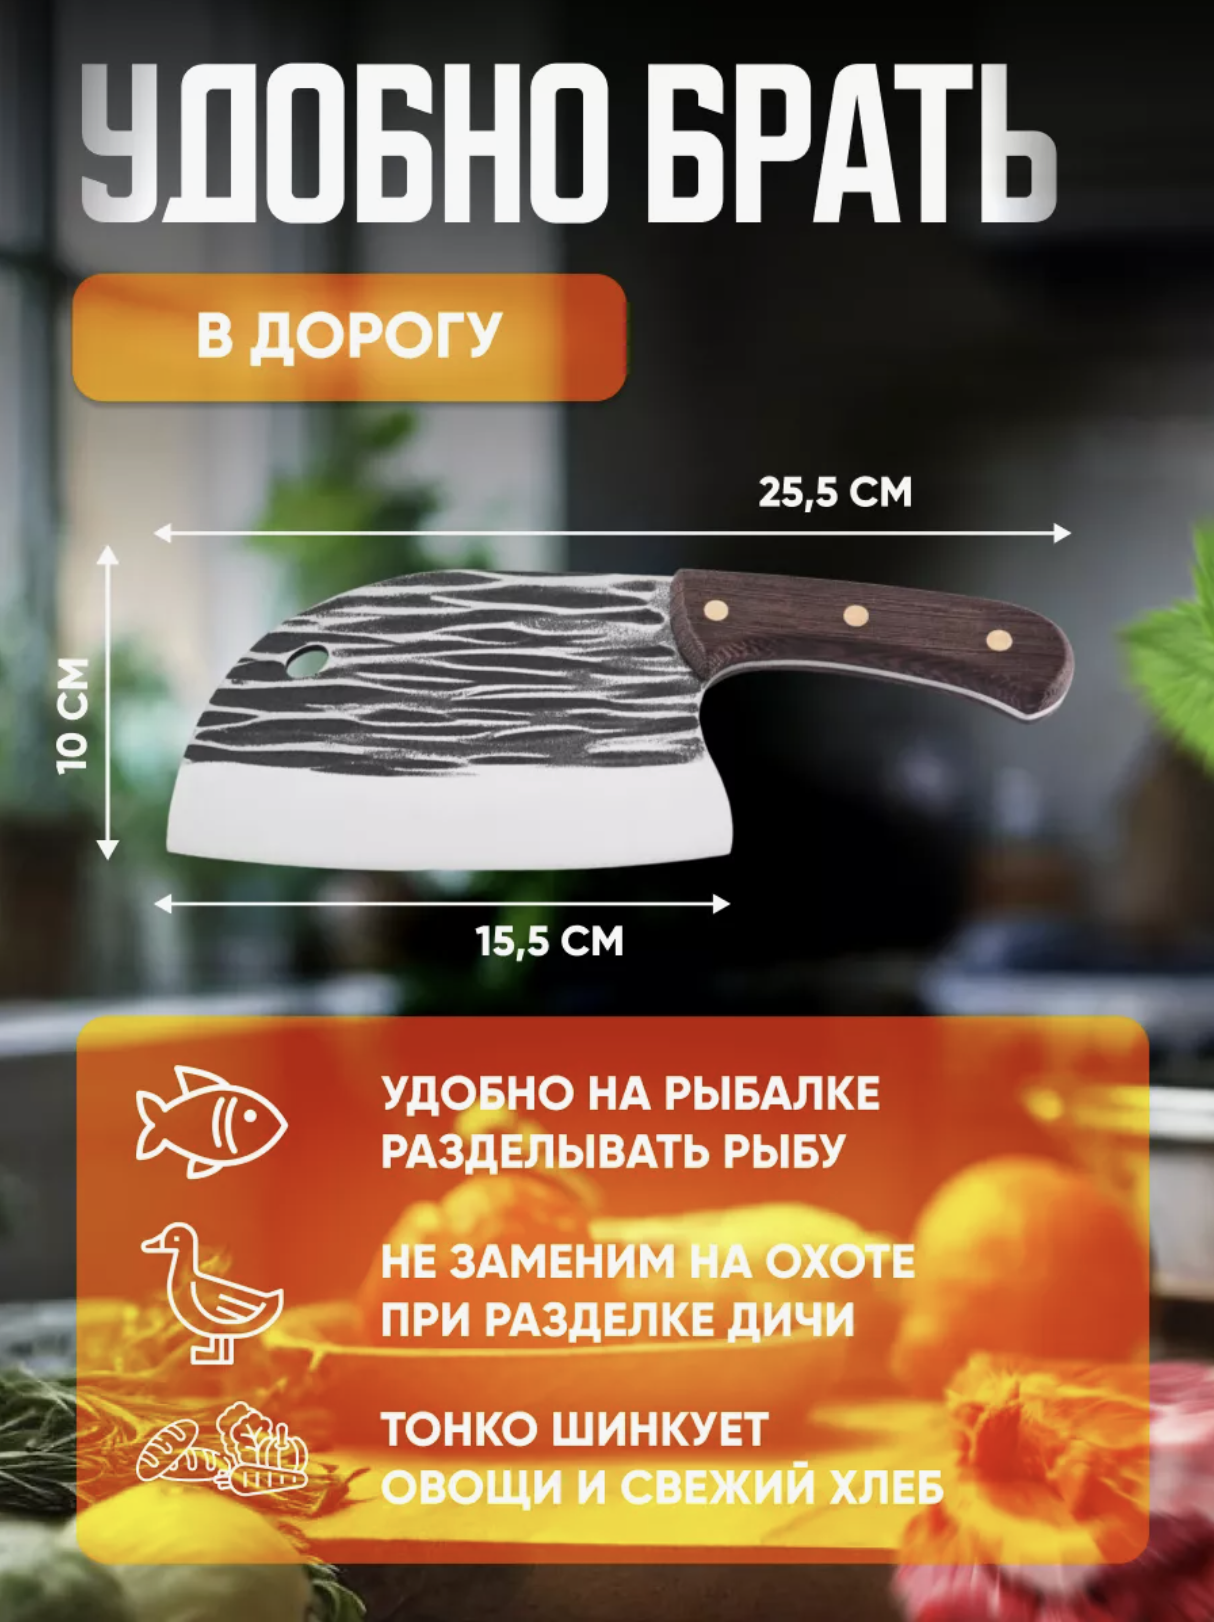 УДОБНО БРАТЬ
В ДОРОГУ
25,5 СМ
10 СМ
15,5 СМ
УДОБНО НА РЫБАЛКЕ
РАЗДЕЛЫВАТЬ РЫБУ
НЕ ЗАМЕНИМ НА ОХОТЕ
ПРИ РАЗДЕЛКЕ ДИЧИ
ТОНКО ШИНКУЕТ
ОВОЩИ И СВЕЖИЙ ХЛЕБ